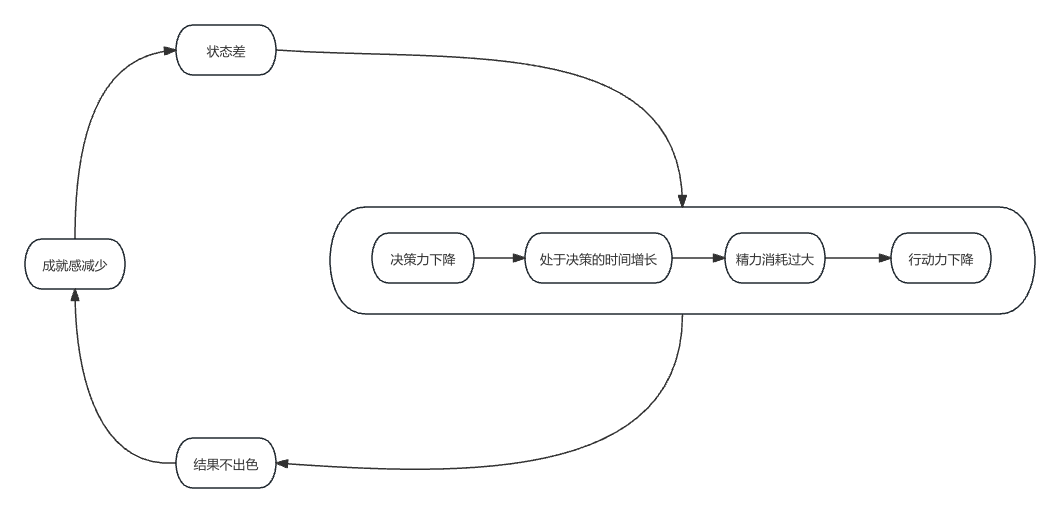 状态差
决策力下降
处于决策的时间增长
精力消耗过大
行动力下降
成就感减少
结果不出色